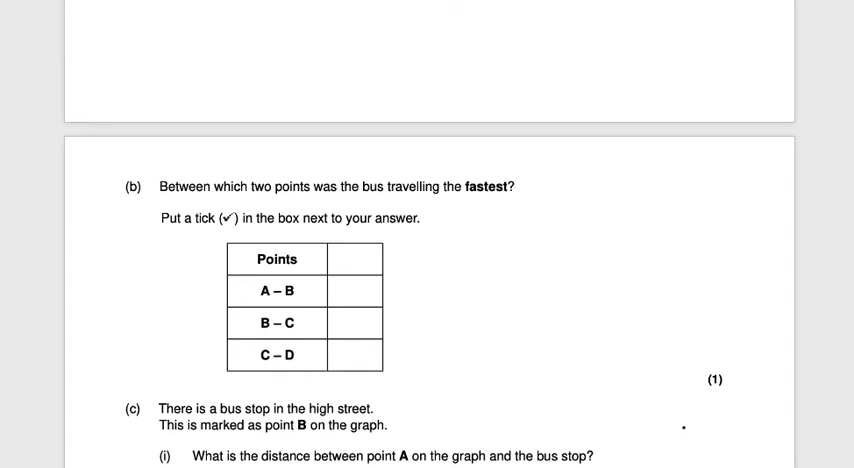 (b) Between which two points was the bus travelling the fastest?
Put a tick (✓) in the box next to your answer.
Points
A – B
B – C
C – D
(1)
(c) There is a bus stop in the high street.
This is marked as point B on the graph.
(i) What is the distance between point A on the graph and the bus stop?